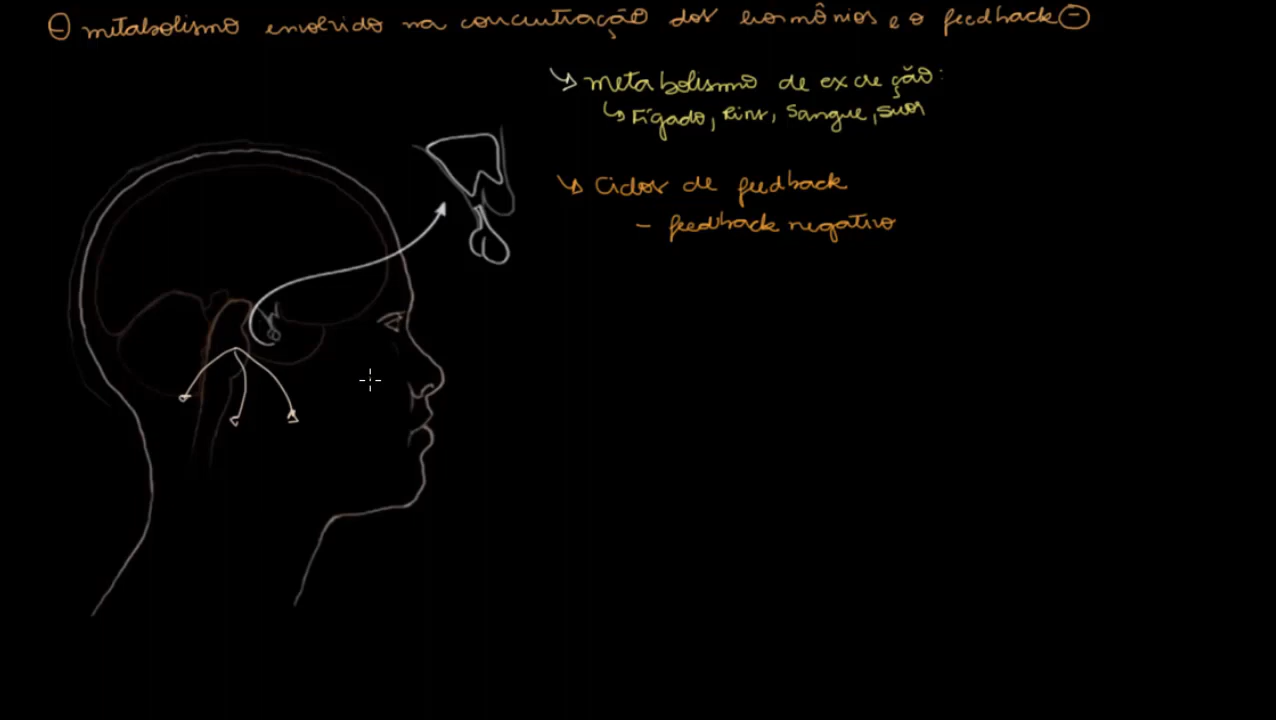 O metabolismo envolvido na concentração dos hormônios e o feedback -
↳ metabolismo de excreção:
↳ Fígado, Rins, Sangue, Suor
↳ Ciclos de feedback
- feedback negativo